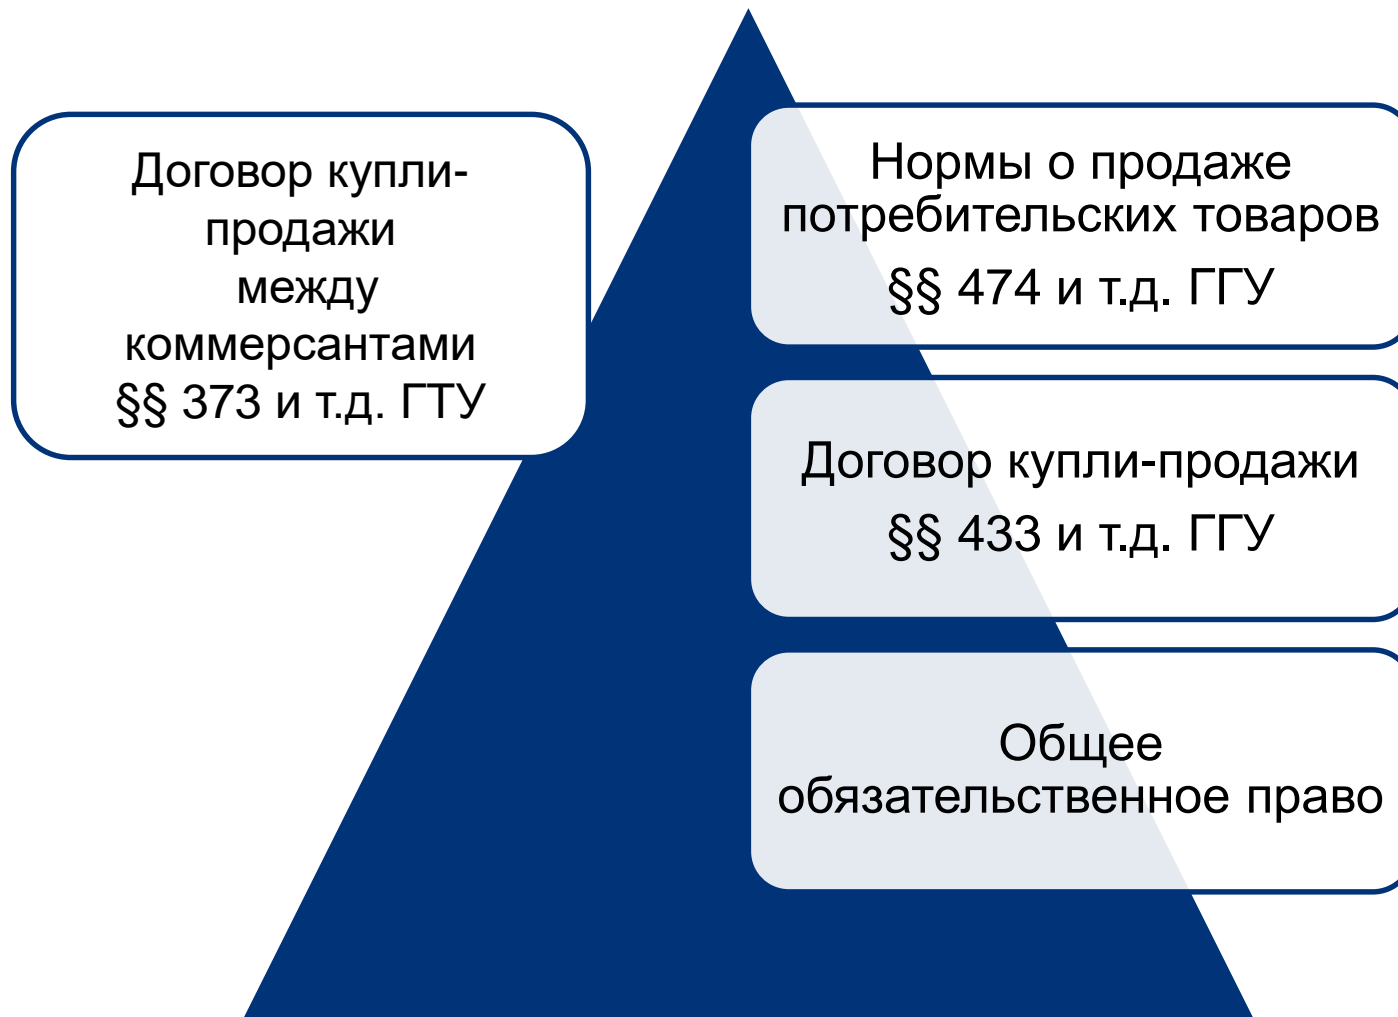 Договор купли-
продажи
между
коммерсантами
§§ 373 и т.д. ГТУ
Нормы о продаже
потребительских товаров
§§ 474 и т.д. ГГУ
Договор купли-продажи
§§ 433 и т.д. ГГУ
Общее
обязательственное право